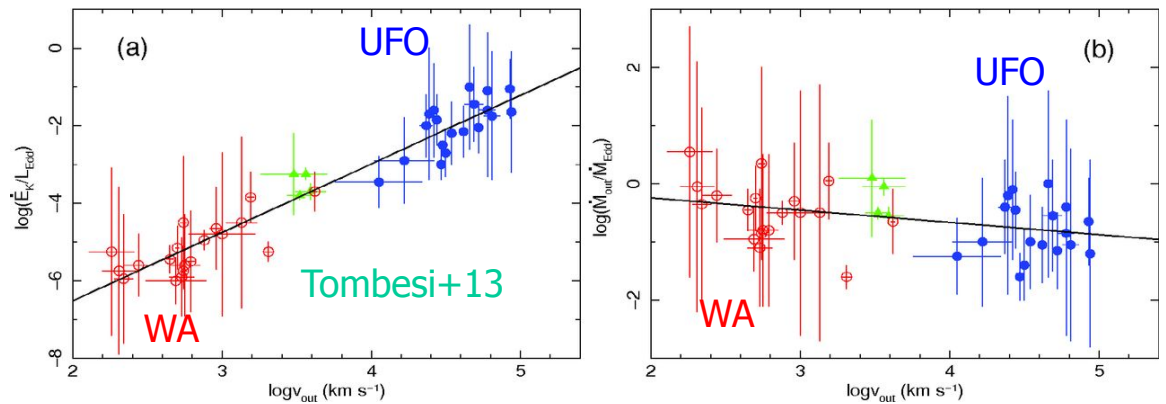 (a)
UFO
WA
Tombesi+13
log(Ė_K/L_Edd)
0
−2
−4
−6
−8
2
3
4
5
logv_out (km s⁻¹)
(b)
UFO
WA
log(Ṁ_out/Ṁ_Edd)
2
0
−2
2
3
4
5
logv_out (km s⁻¹)